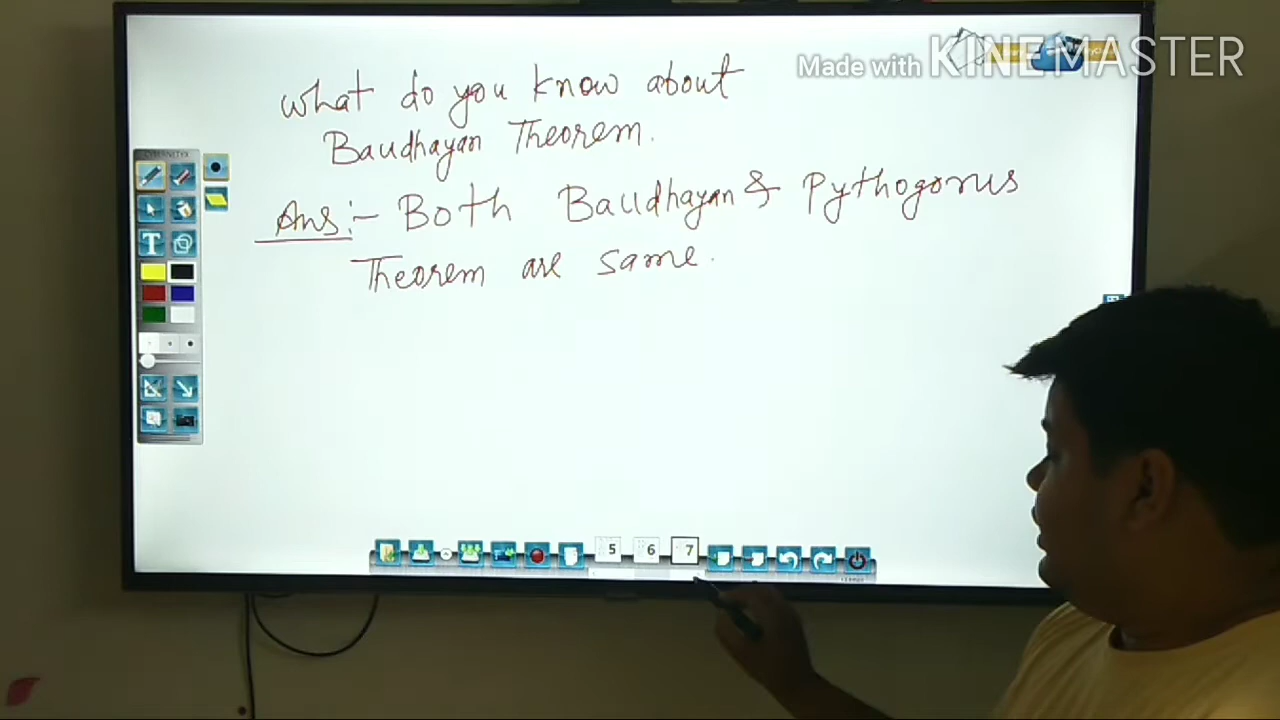 Made with KINEMASTER
What do you know about
Baudhayan Theorem.
Ans:- Both Baudhayan & Pythogorus
Theorem are same.
5 6 7